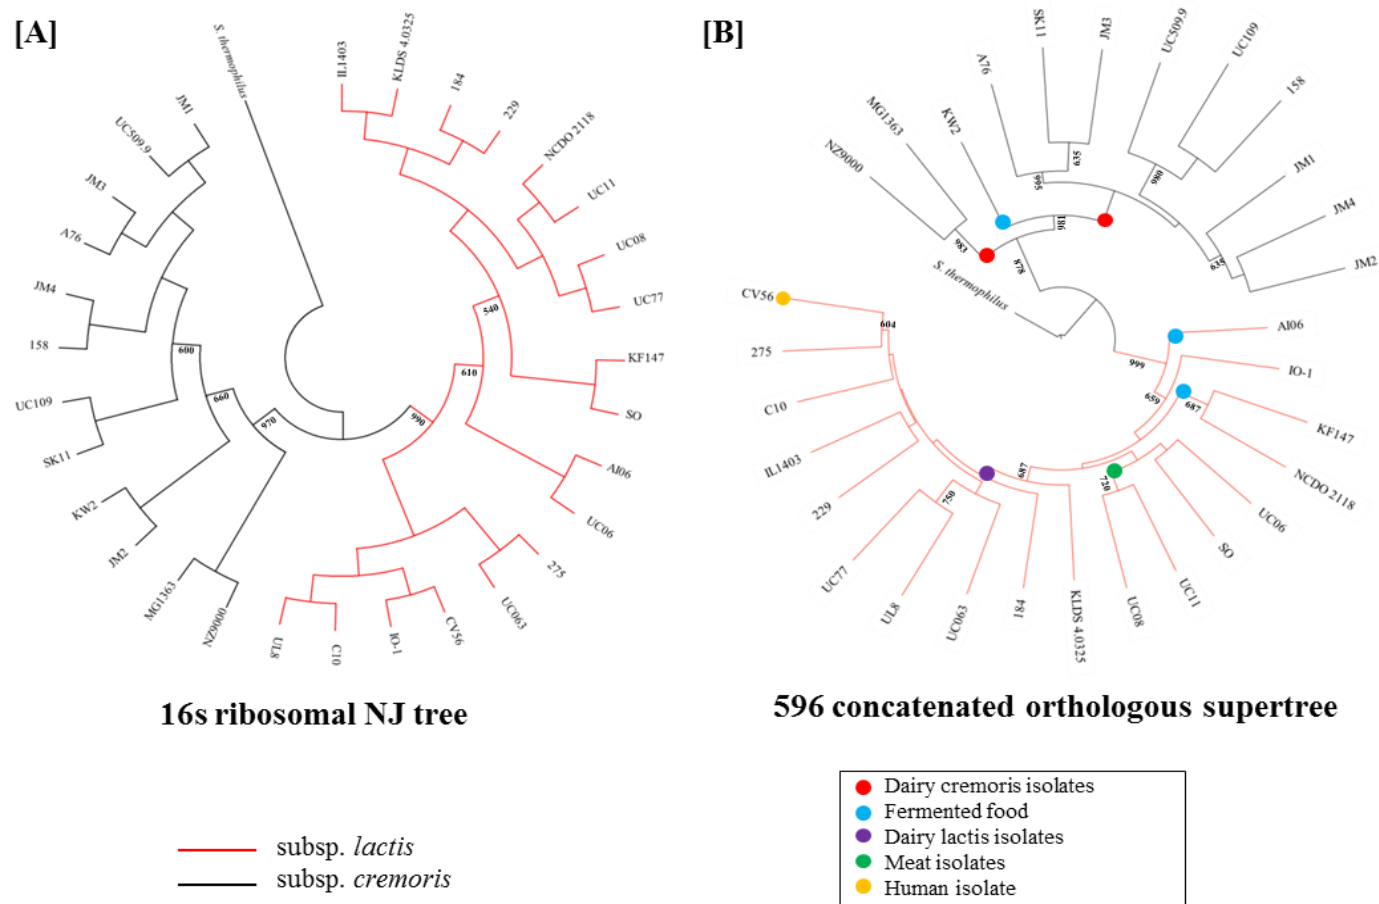 [A]
S. thermophilus
IL1403
KLDS 4.0325
184
229
NCDO 2118
UC11
UC08
UC77
KF147
SO
AI06
UC06
275
UC063
CV56
IO-1
C10
UL8
NZ9000
MG1363
JM2
KW2
SK11
UC109
158
JM4
A76
JM3
UC509.9
JM1
540
610
990
970
660
600
16s ribosomal NJ tree
subsp. lactis
subsp. cremoris
[B]
NZ9000
MG1363
KW2
A76
SK11
JM3
UC509.9
UC109
158
JM1
JM4
JM2
AI06
IO-1
KF147
NCDO 2118
UC06
SO
UC11
UC08
KLDS 4.0325
184
UC063
UL8
UC77
229
IL1403
C10
275
CV56
S. thermophilus
983
878
981
995
635
980
635
999
659
687
720
687
750
604
596 concatenated orthologous supertree
Dairy cremoris isolates
Fermented food
Dairy lactis isolates
Meat isolates
Human isolate